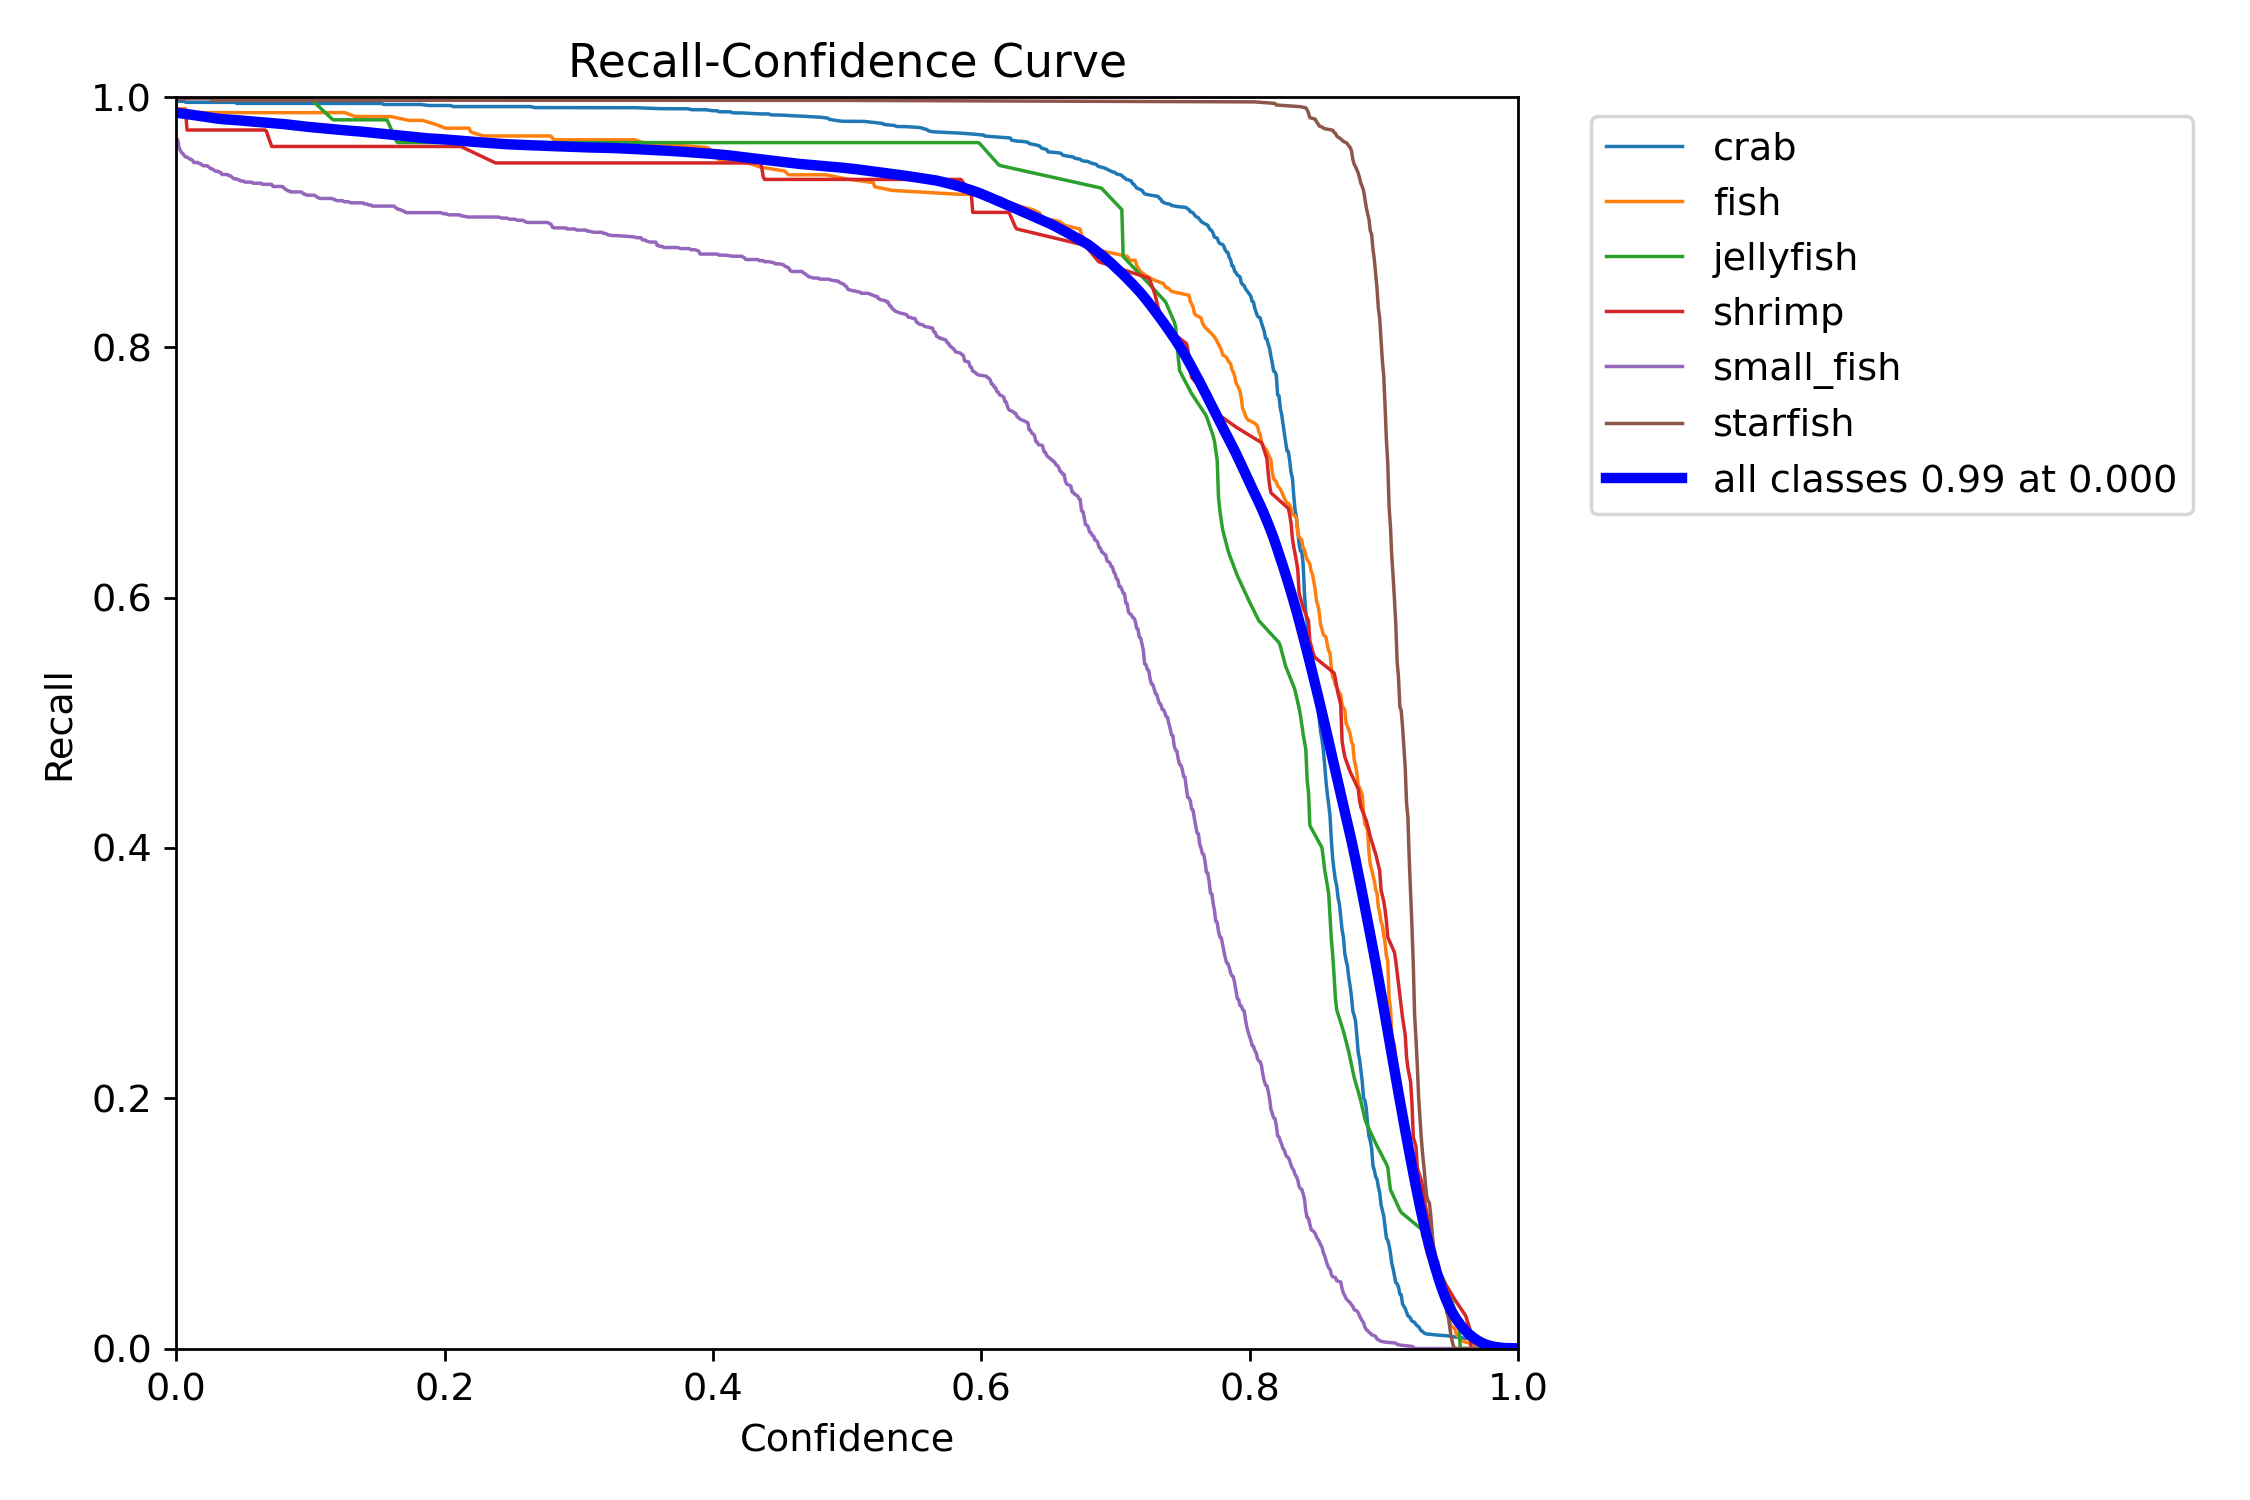 Recall-Confidence Curve
1.0
0.8
0.6
0.4
0.2
0.0
Recall
0.0 0.2 0.4 0.6 0.8 1.0
Confidence
crab
fish
jellyfish
shrimp
small_fish
starfish
all classes 0.99 at 0.000